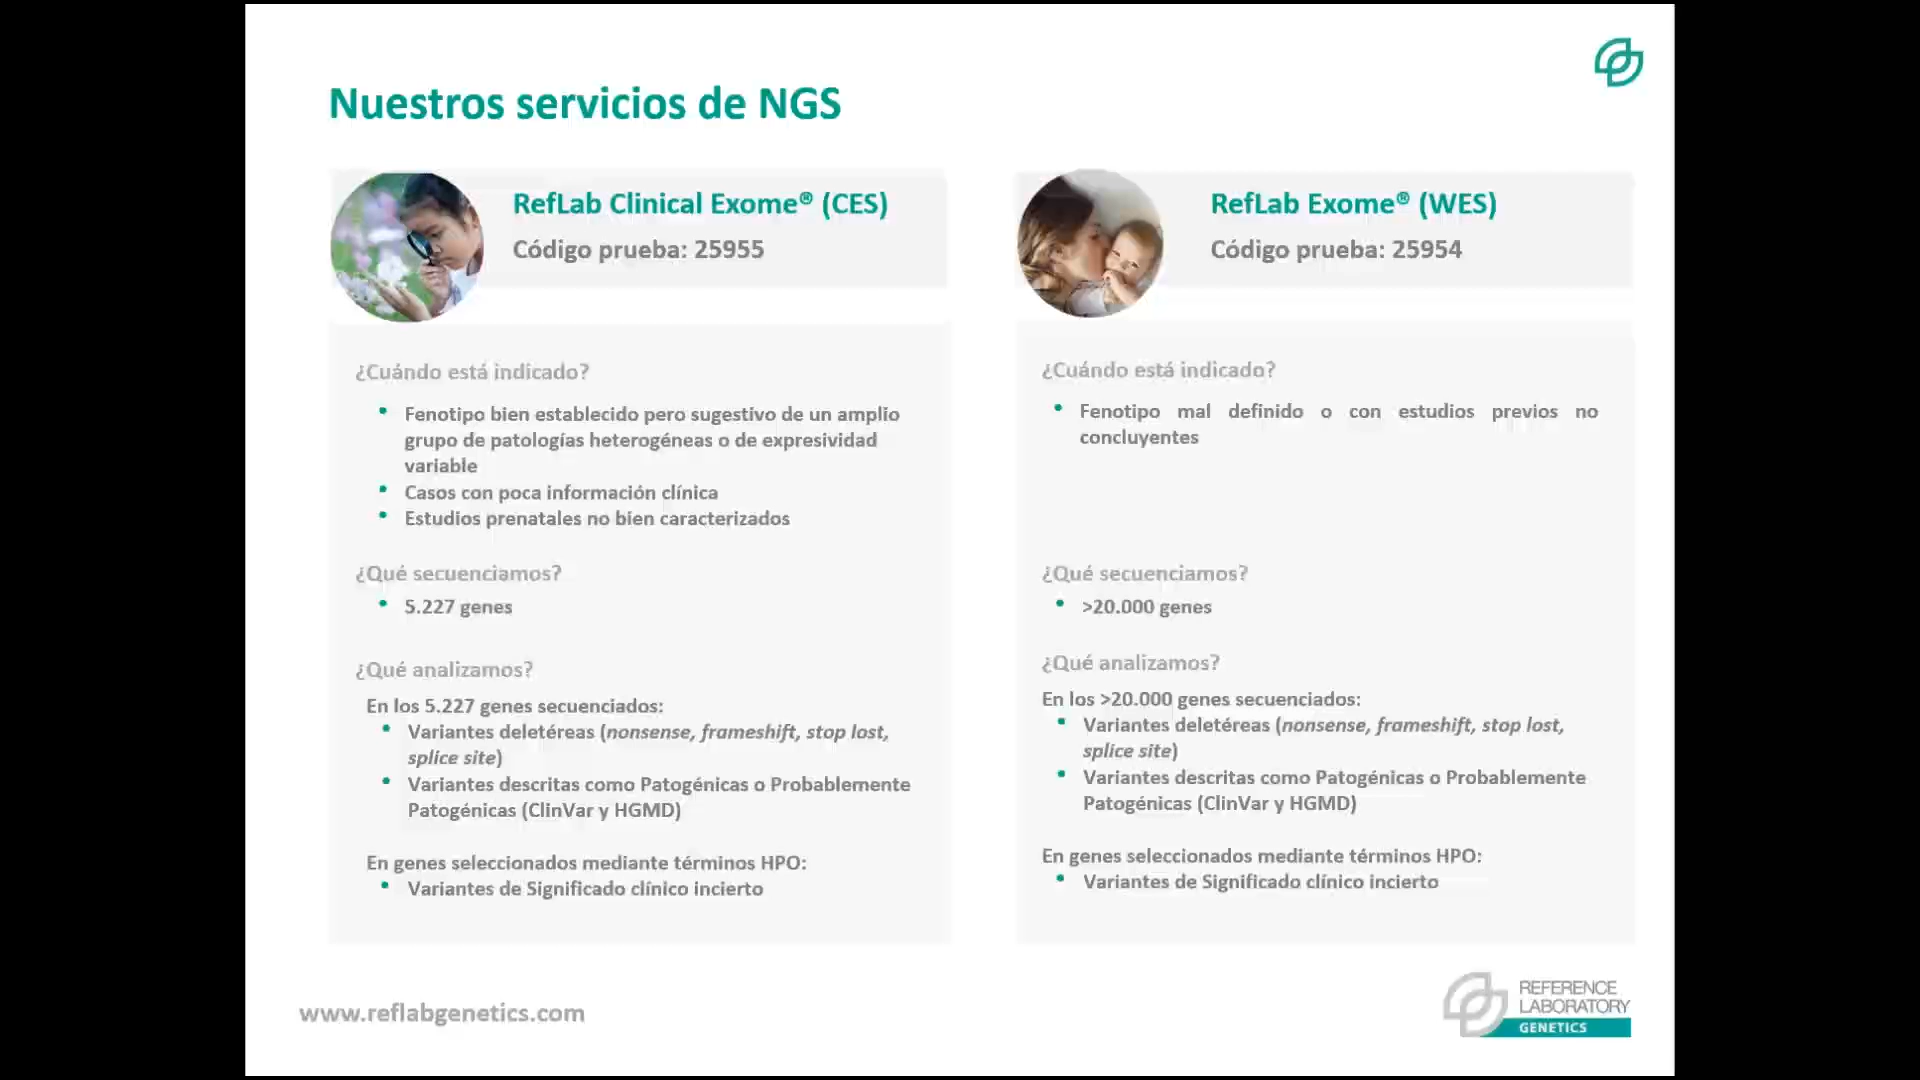 Nuestros servicios de NGS
RefLab Clinical Exome® (CES)
Código prueba: 25955
¿Cuándo está indicado?
• Fenotipo bien establecido pero sugestivo de un amplio
grupo de patologías heterogéneas o de expresividad
variable
• Casos con poca información clínica
• Estudios prenatales no bien caracterizados
¿Qué secuenciamos?
• 5.227 genes
¿Qué analizamos?
En los 5.227 genes secuenciados:
• Variantes deletéreas (nonsense, frameshift, stop lost,
splice site)
• Variantes descritas como Patogénicas o Probablemente
Patogénicas (ClinVar y HGMD)
En genes seleccionados mediante términos HPO:
• Variantes de Significado clínico incierto
RefLab Exome® (WES)
Código prueba: 25954
¿Cuándo está indicado?
• Fenotipo mal definido o con estudios previos no
concluyentes
¿Qué secuenciamos?
• >20.000 genes
¿Qué analizamos?
En los >20.000 genes secuenciados:
• Variantes deletéreas (nonsense, frameshift, stop lost,
splice site)
• Variantes descritas como Patogénicas o Probablemente
Patogénicas (ClinVar y HGMD)
En genes seleccionados mediante términos HPO:
• Variantes de Significado clínico incierto
www.reflabgenetics.com
REFERENCE
LABORATORY
GENETICS